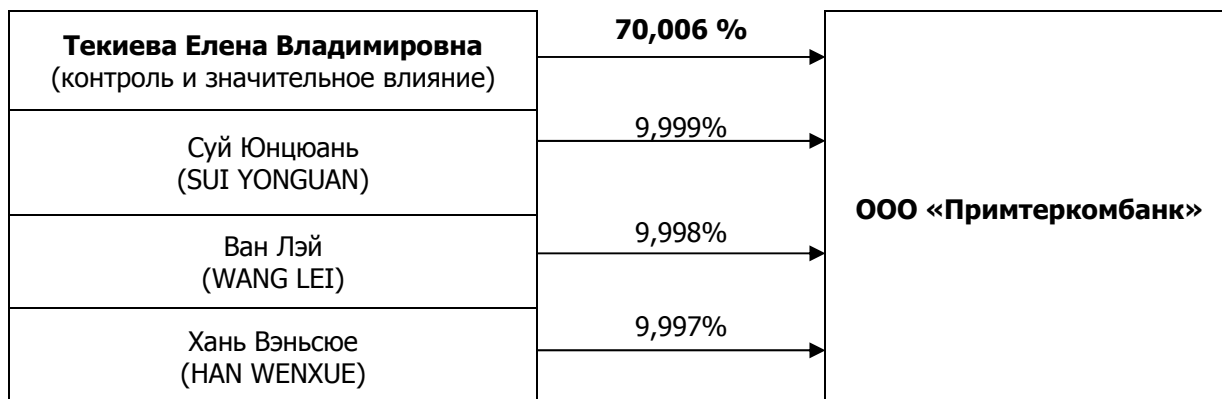 Текиева Елена Владимировна
(контроль и значительное влияние)
70,006 %
Суй Юнцюань
(SUI YONGUAN)
9,999%
Ван Лэй
(WANG LEI)
9,998%
Хань Вэньсюе
(HAN WENXUE)
9,997%
ООО «Примтеркомбанк»